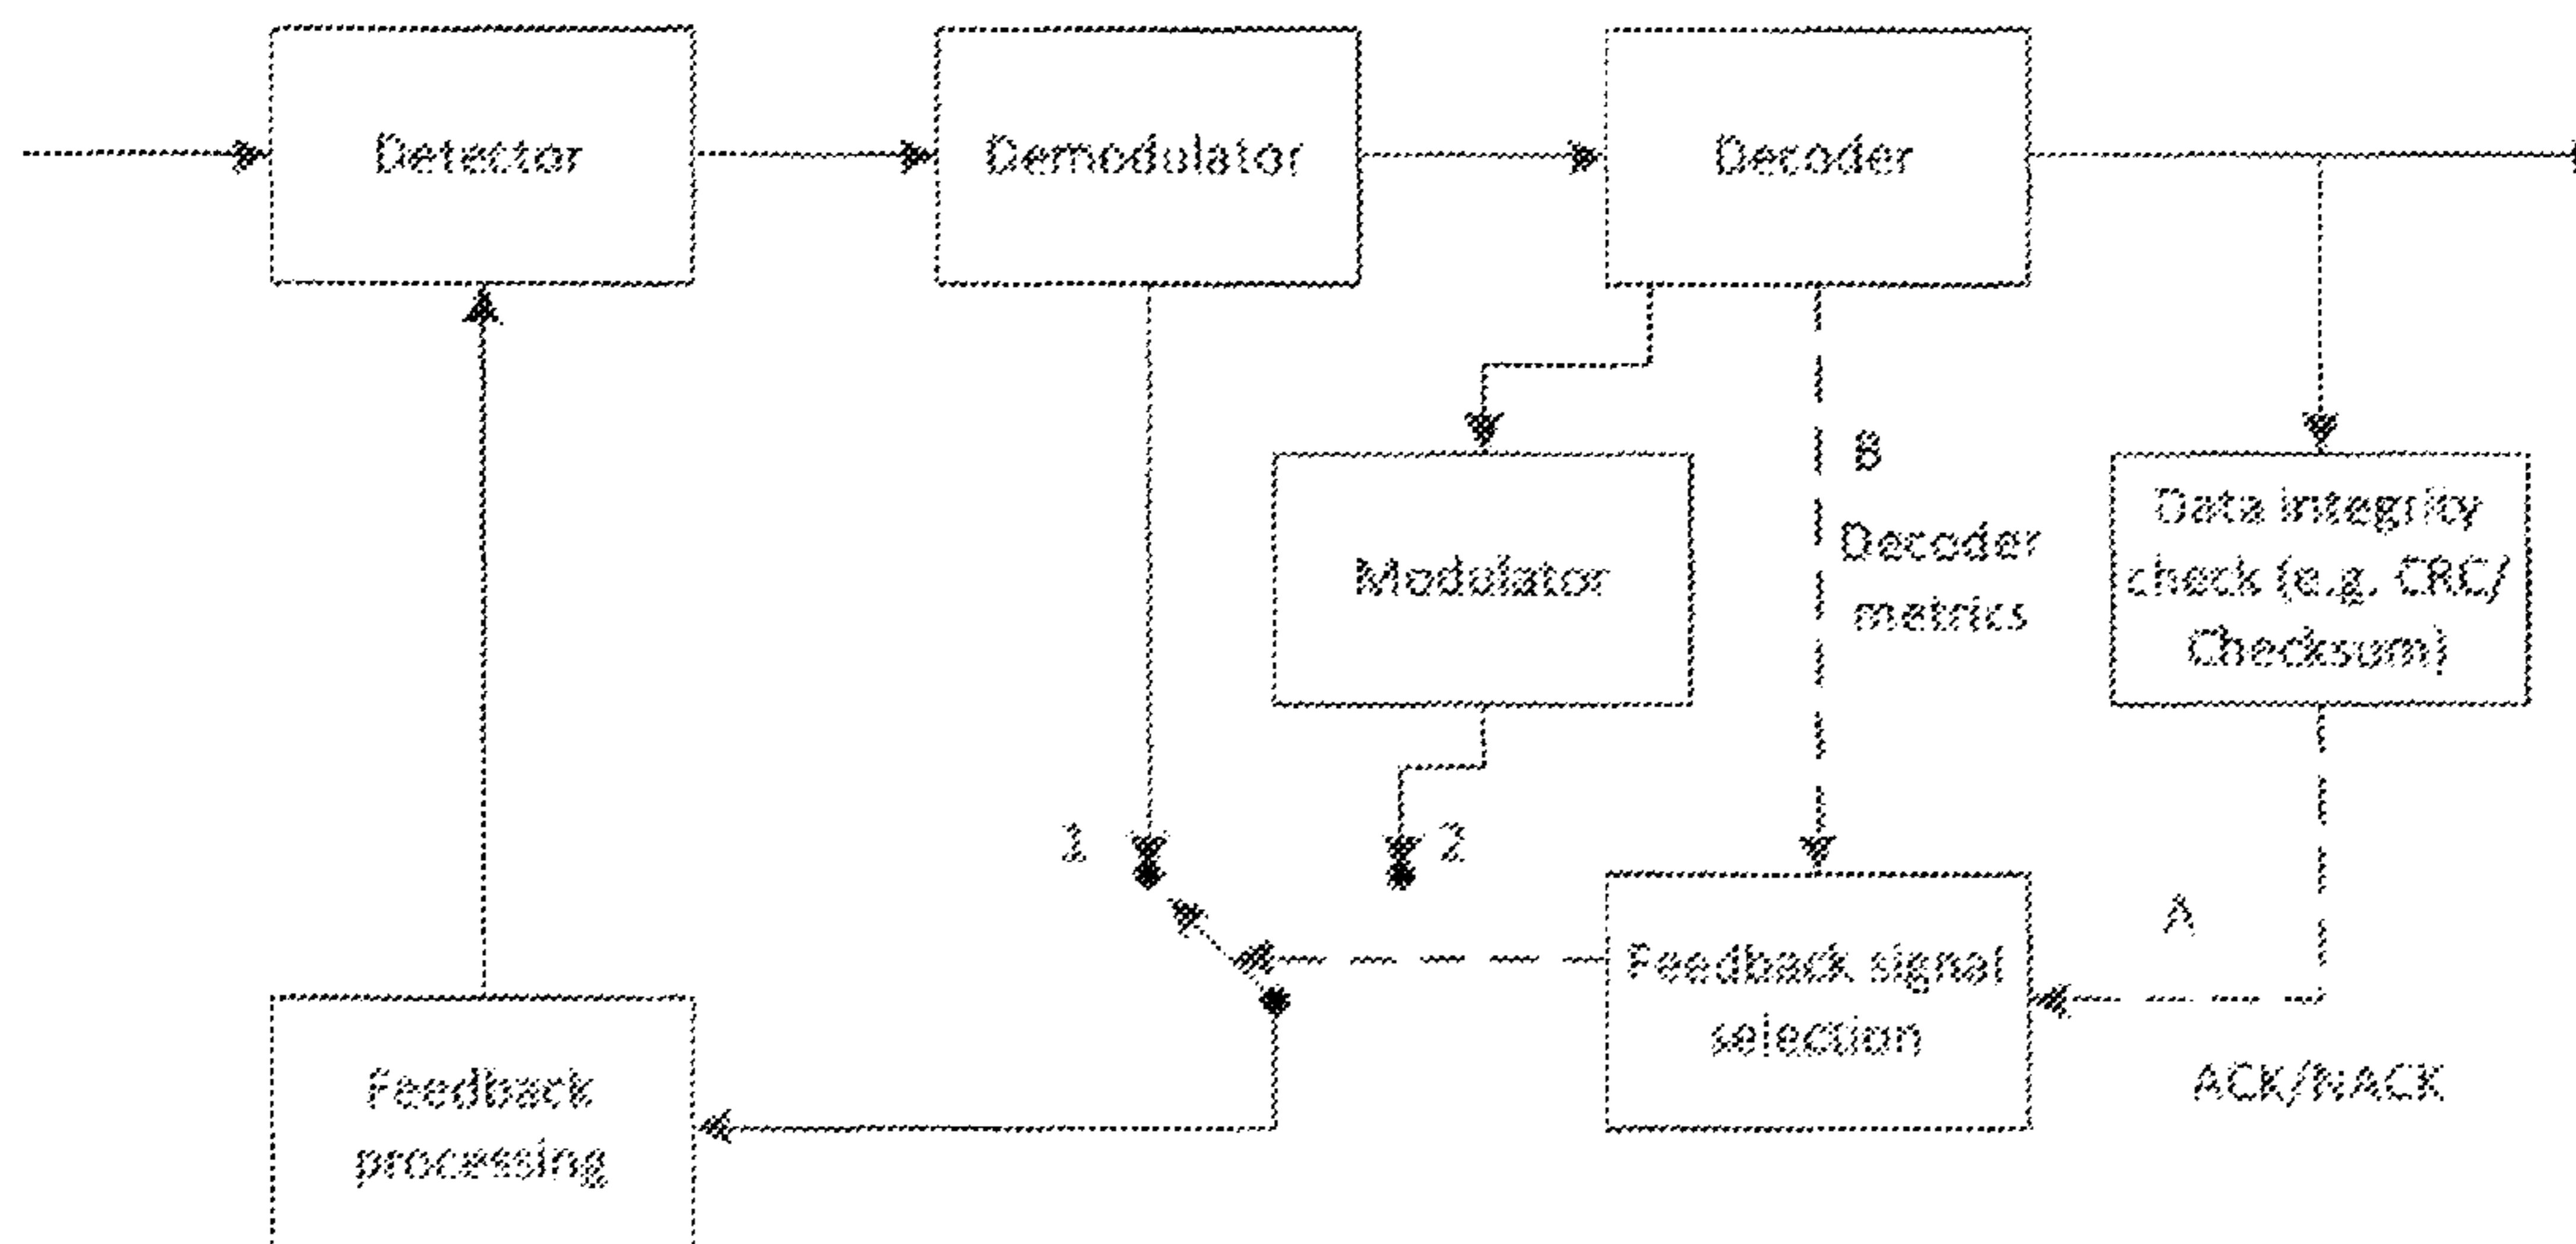 Detector
Demodulator
Decoder
Modulator
B
Decoder
metrics
Data integrity
check (e.g. CRC/
Checksum)
1
2
Feedback signal
selection
A
ACK/NACK
Feedback
processing